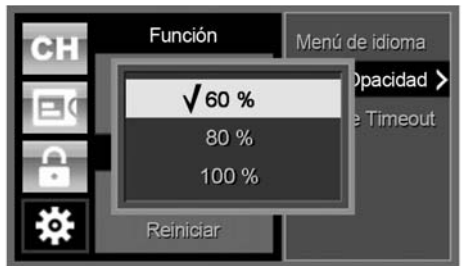 CH
Función
Menú de idioma
Opacidad >
Timeout
√ 60 %
80 %
100 %
Reiniciar